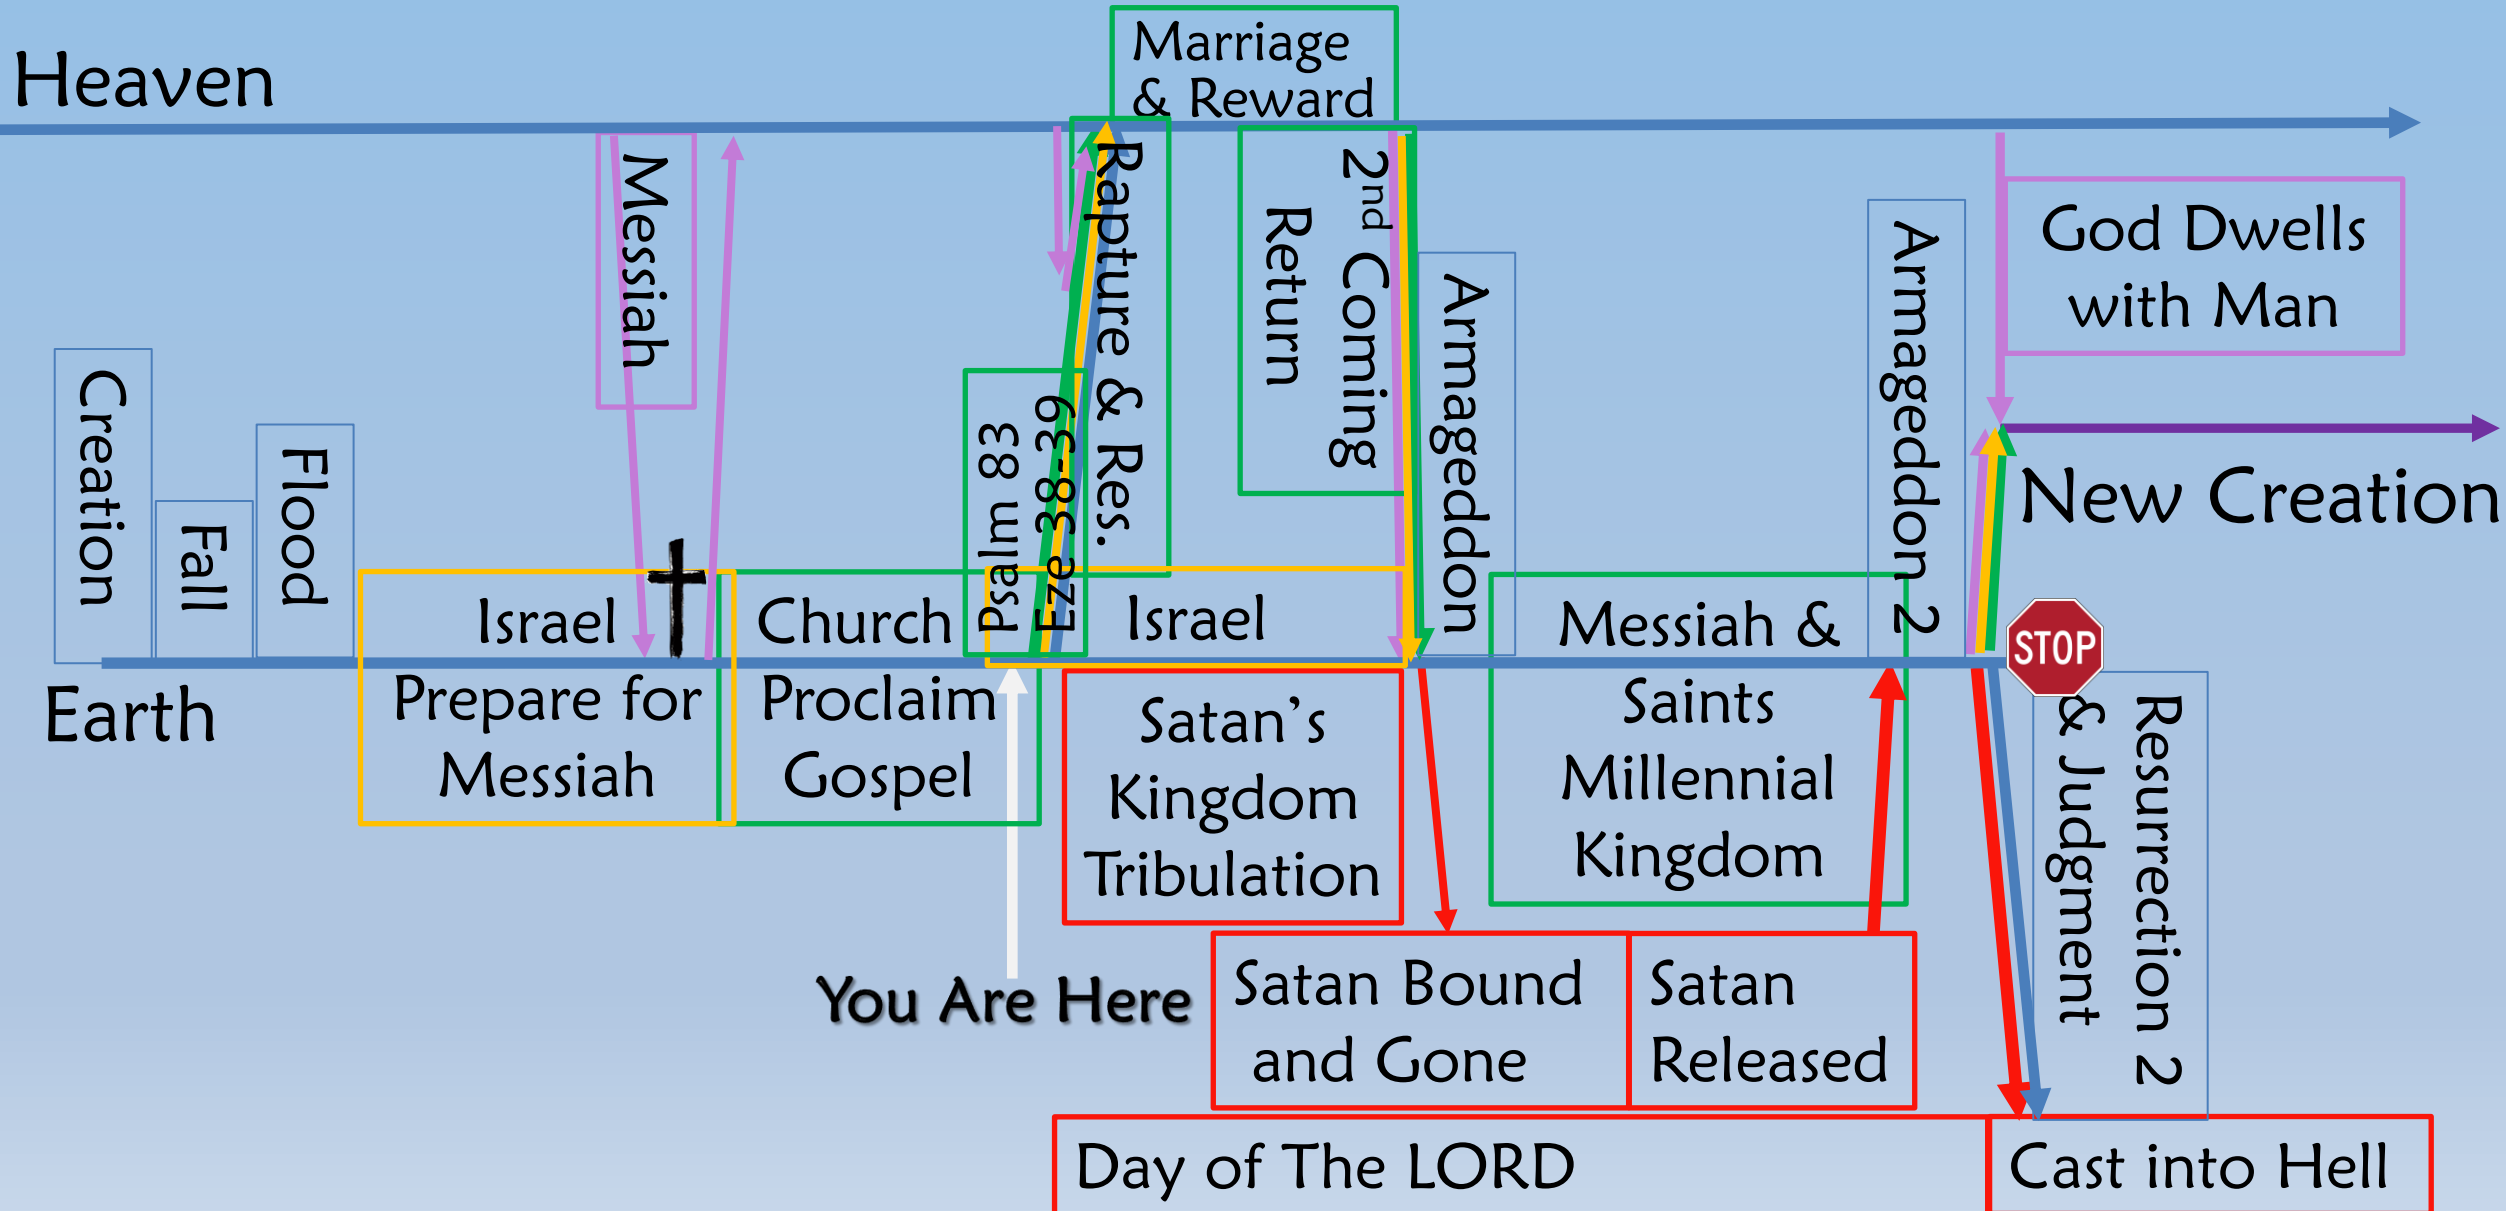 Heaven
Marriage
& Reward
Creation
Fall
Flood
Messiah
Rapture & Res.
Eze 38-39
Psalm 83
2nd Coming
Return
Armageddon
Armageddon 2
God Dwells
with Man
New Creation
Earth
Israel
Prepare for
Messiah
Church
Proclaim
Gospel
Israel
Satan's
Kingdom
Tribulation
Messiah &
Saints
Millennial
Kingdom
STOP
Resurrection 2
& Judgment
You Are Here
Satan Bound
and Gone
Satan
Released
Day of The LORD
Cast into Hell